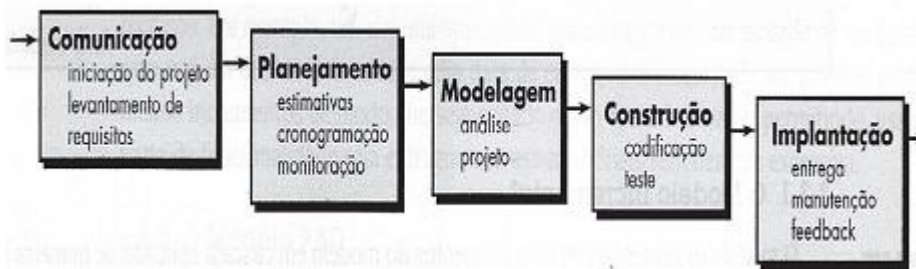 Comunicação
iniciação do projeto
levantamento de
requisitos
Planejamento
estimativas
cronogramação
monitoração
Modelagem
análise
projeto
Construção
codificação
teste
Implantação
entrega
manutenção
feedback